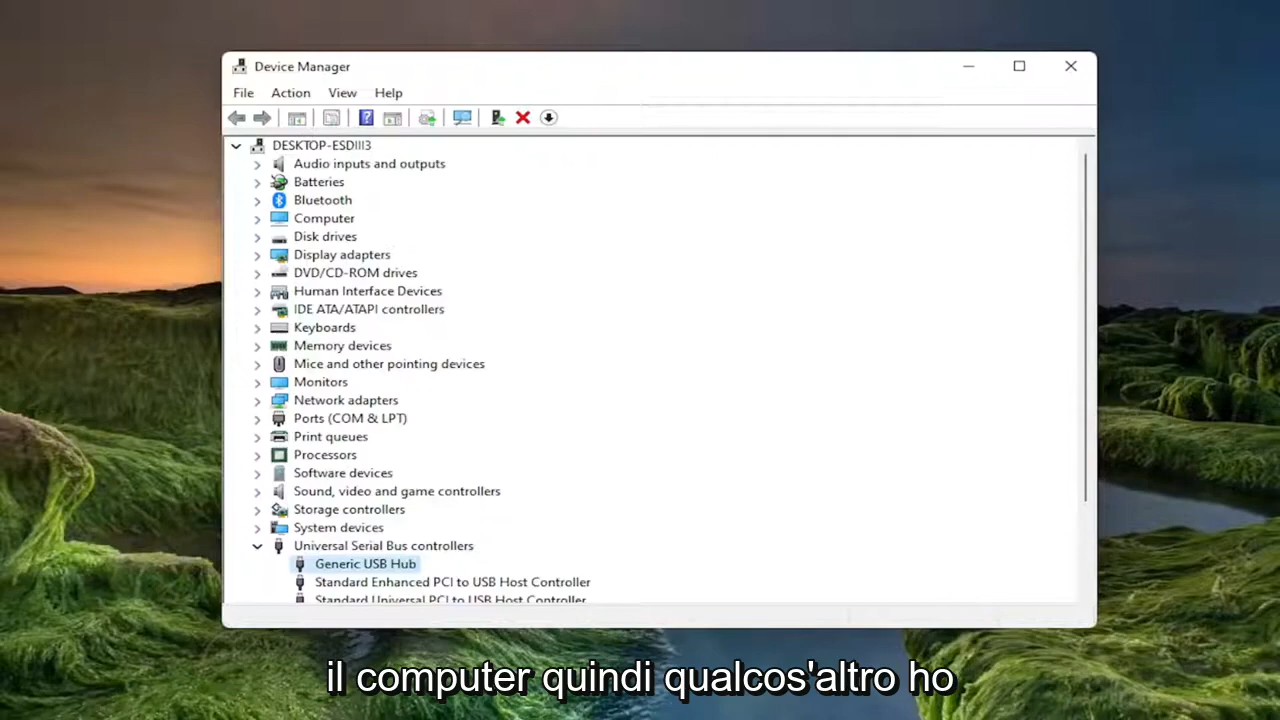 Device Manager
File Action View Help
DESKTOP-ESDIII3
Audio inputs and outputs
Batteries
Bluetooth
Computer
Disk drives
Display adapters
DVD/CD-ROM drives
Human Interface Devices
IDE ATA/ATAPI controllers
Keyboards
Memory devices
Mice and other pointing devices
Monitors
Network adapters
Ports (COM & LPT)
Print queues
Processors
Software devices
Sound, video and game controllers
Storage controllers
System devices
Universal Serial Bus controllers
Generic USB Hub
Standard Enhanced PCI to USB Host Controller
Standard Universal PCI to USB Host Controller
il computer quindi qualcos'altro ho